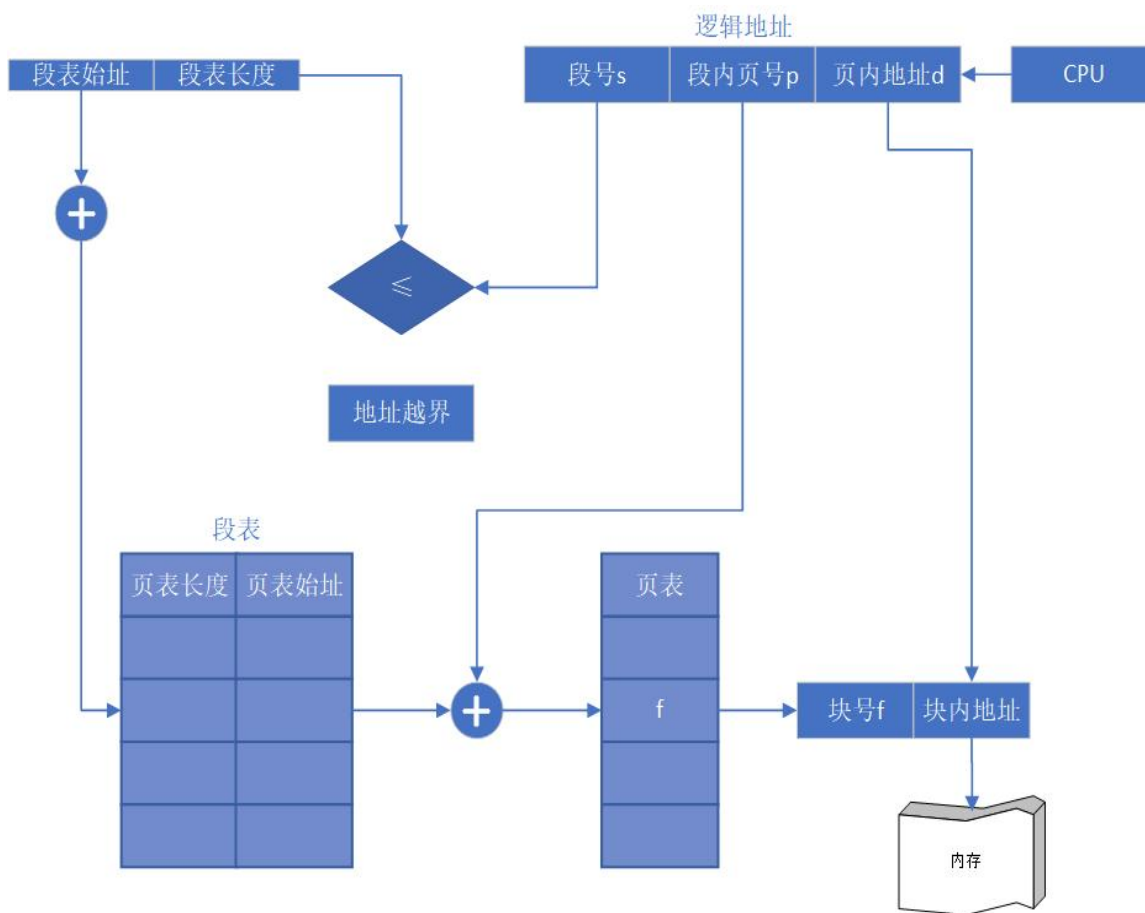 逻辑地址
段表始址 段表长度
段号s 段内页号p 页内地址d CPU
≤
地址越界
段表
页表长度 页表始址
页表
f
块号f 块内地址
内存